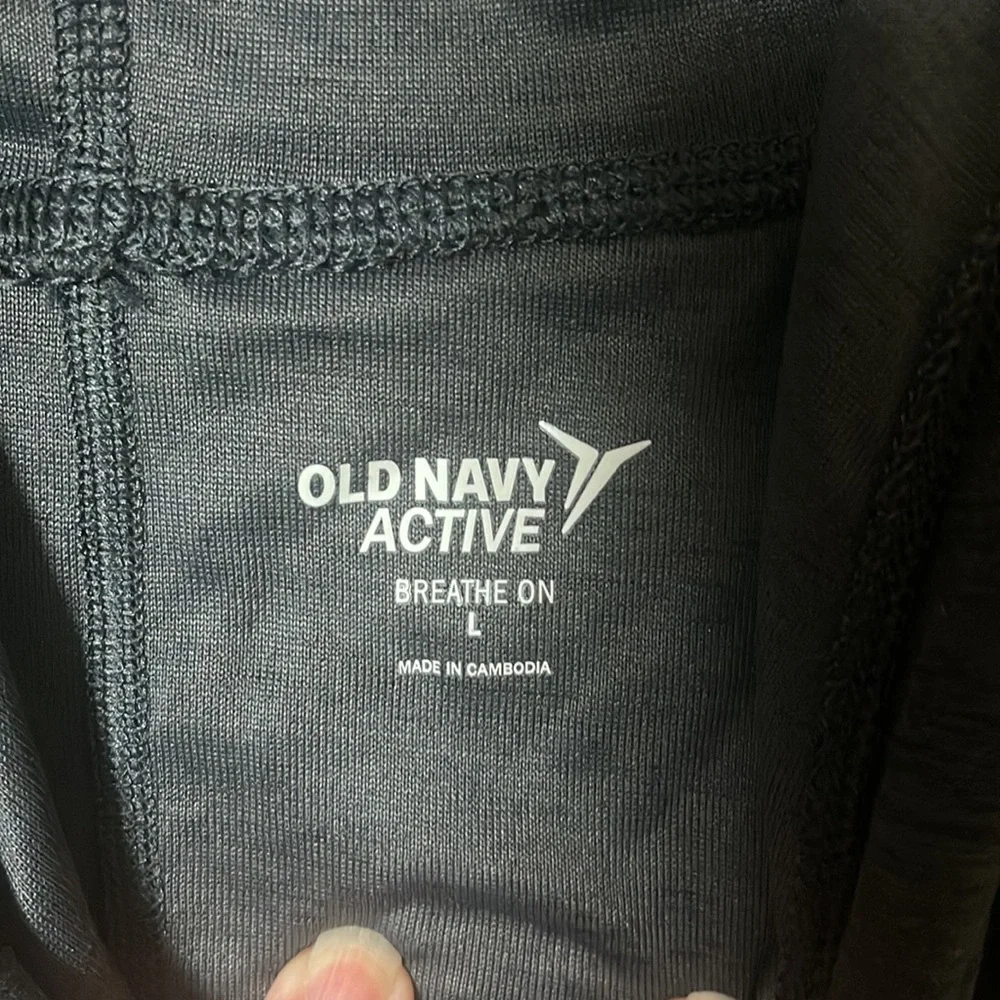 OLD NAVY
ACTIVE
BREATHE ON
L
MADE IN CAMBODIA